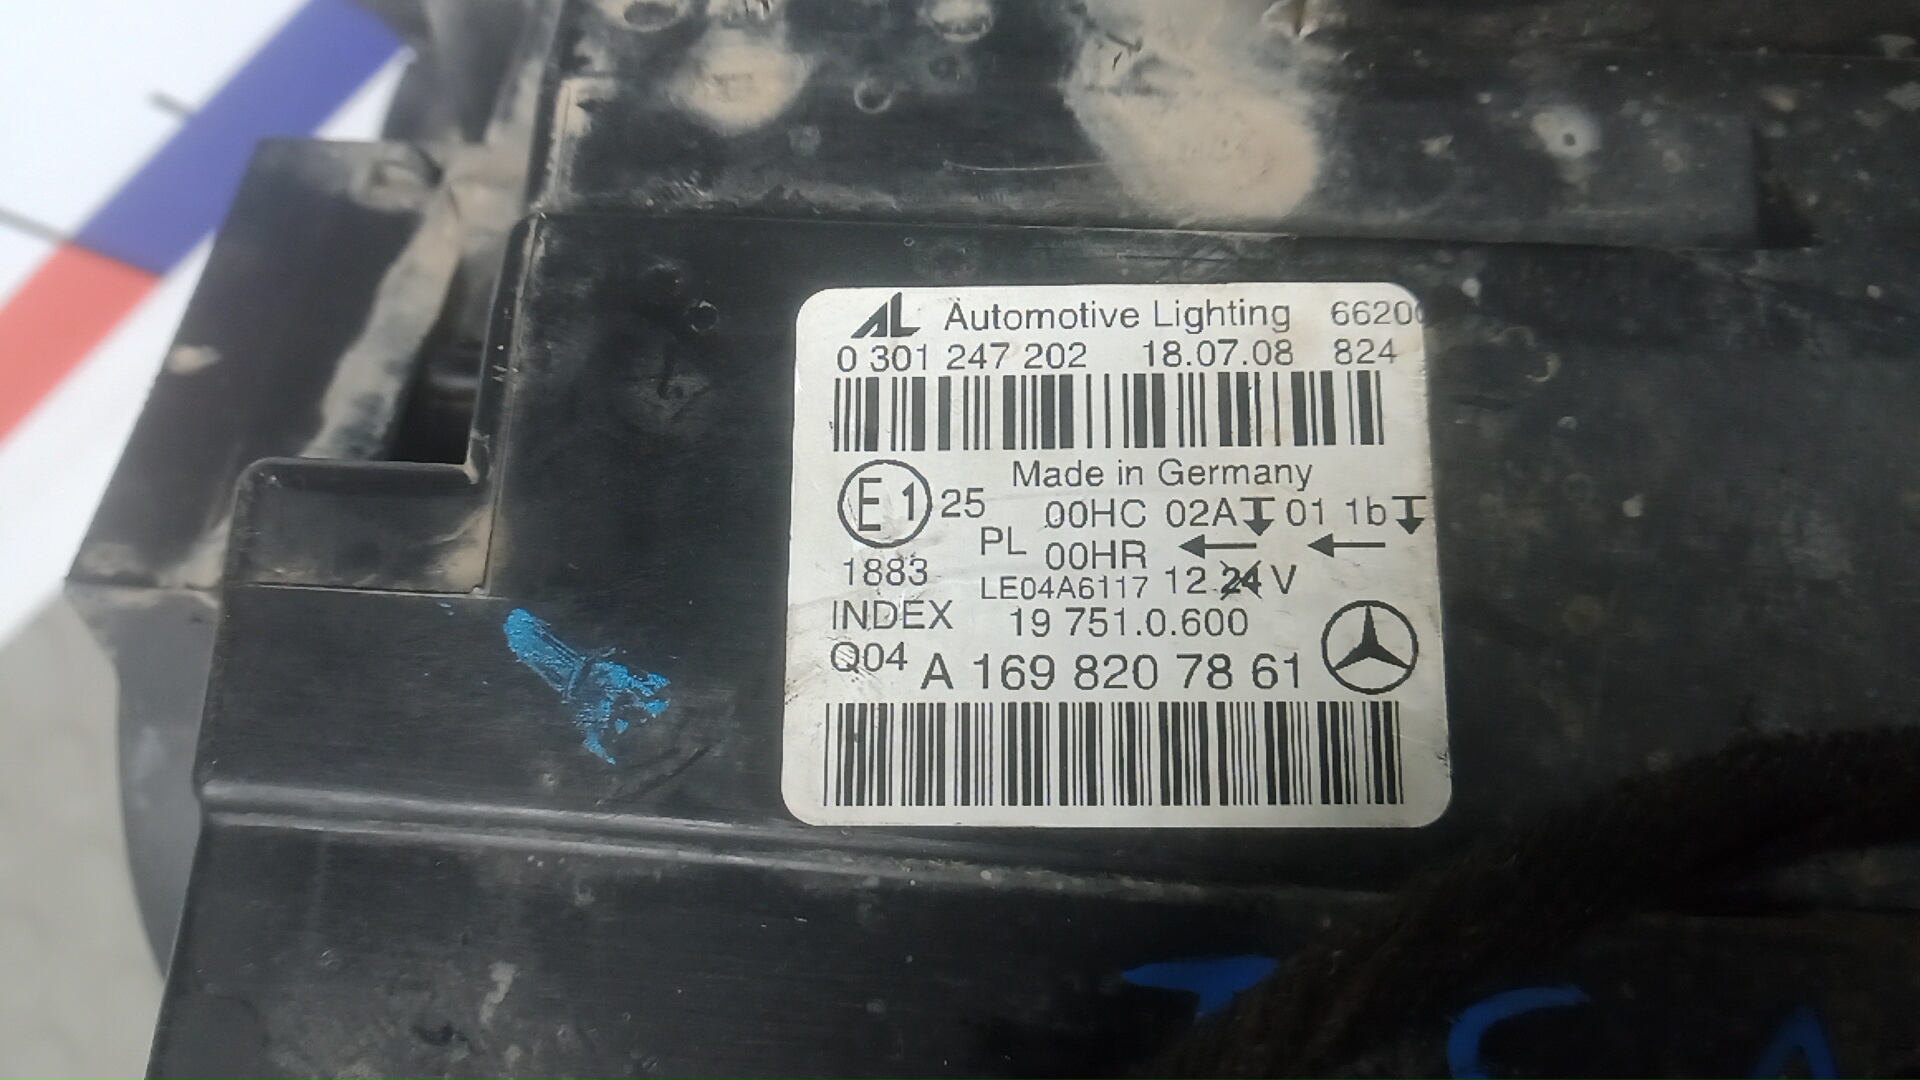 AL Automotive Lighting 6620
0 301 247 202 18.07.08 824
Made in Germany
E1 25 00HC 02A 01 1b
PL 00HR
1883 LE04A6117 12 24 V
INDEX 19 751.0.600
Q04 A 169 820 78 61